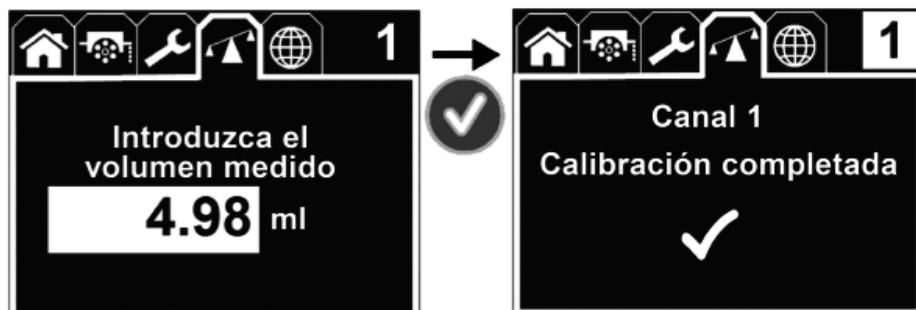 1
Introduzca el
volumen medido
4.98 ml
1
Canal 1
Calibración completada